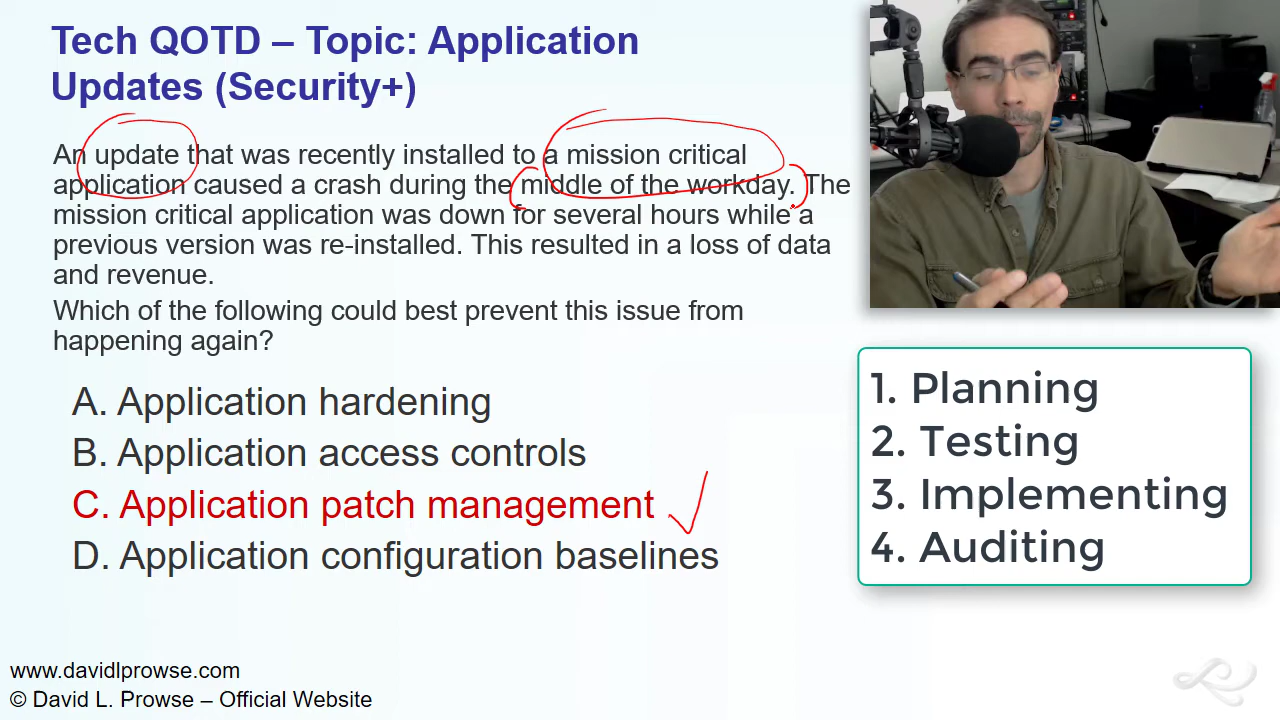 Tech QOTD – Topic: Application
Updates (Security+)
An update that was recently installed to a mission critical
application caused a crash during the middle of the workday. The
mission critical application was down for several hours while a
previous version was re-installed. This resulted in a loss of data
and revenue.
Which of the following could best prevent this issue from
happening again?
A. Application hardening
B. Application access controls
C. Application patch management
D. Application configuration baselines
1. Planning
2. Testing
3. Implementing
4. Auditing
www.davidlprowse.com
© David L. Prowse – Official Website